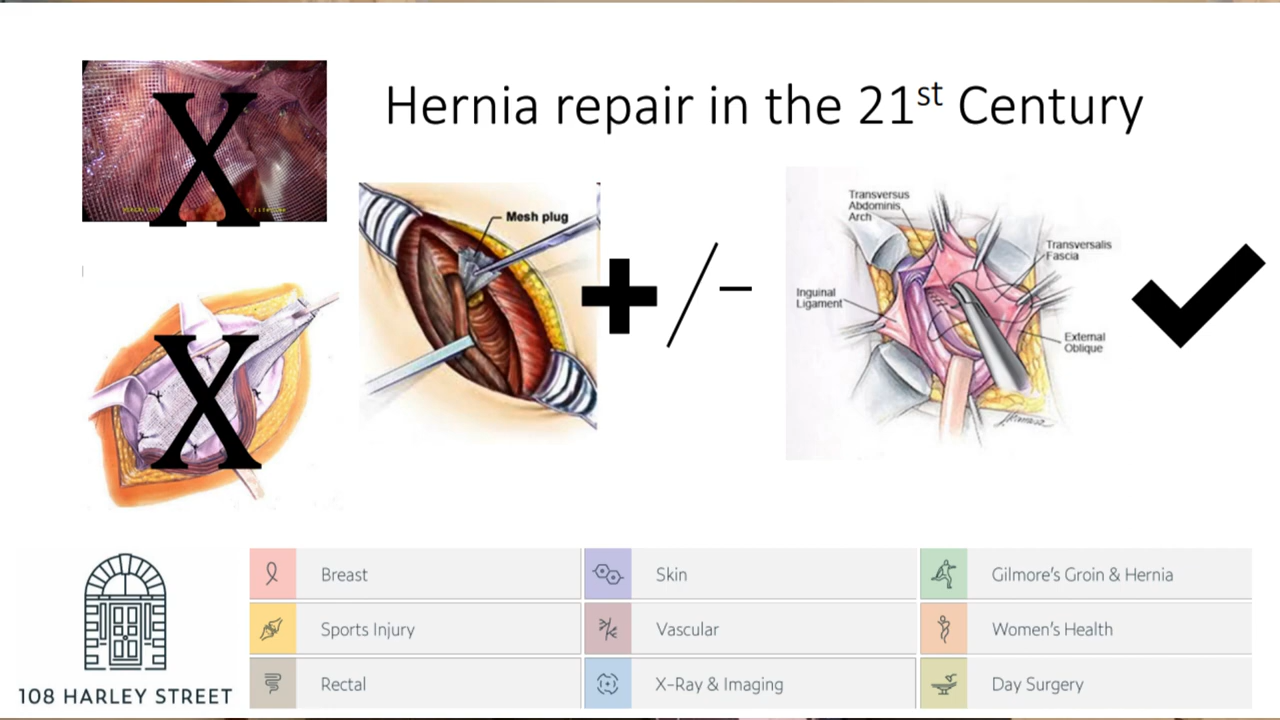 Hernia repair in the 21st Century
X
X
Mesh plug
+/-
Transversus
Abdominis
Arch
Transversalis
Fascia
Inguinal
Ligament
External
Oblique
108 HARLEY STREET
Breast
Skin
Gilmore's Groin & Hernia
Sports Injury
Vascular
Women's Health
Rectal
X-Ray & Imaging
Day Surgery